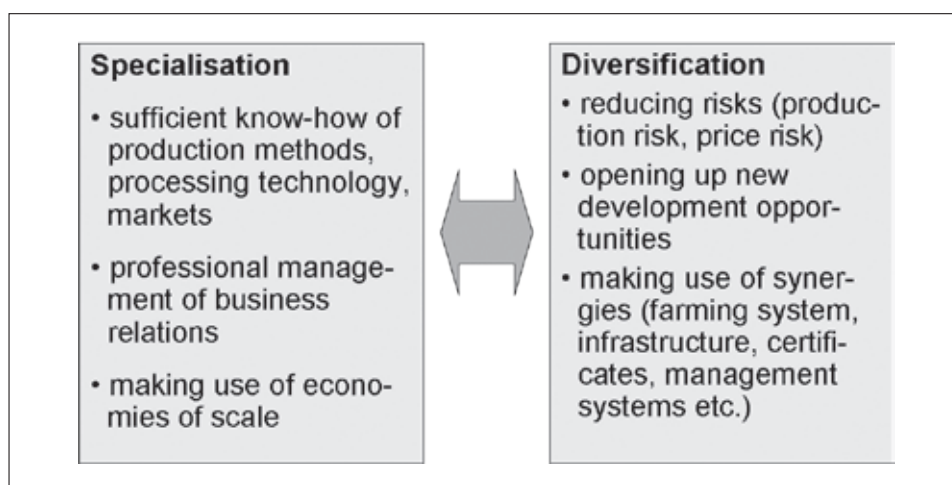 Specialisation
• sufficient know-how of
production methods,
processing technology,
markets
• professional manage-
ment of business
relations
• making use of econo-
mies of scale
Diversification
• reducing risks (produc-
tion risk, price risk)
• opening up new
development oppor-
tunities
• making use of syner-
gies (farming system,
infrastructure, certifi-
cates, management
systems etc.)